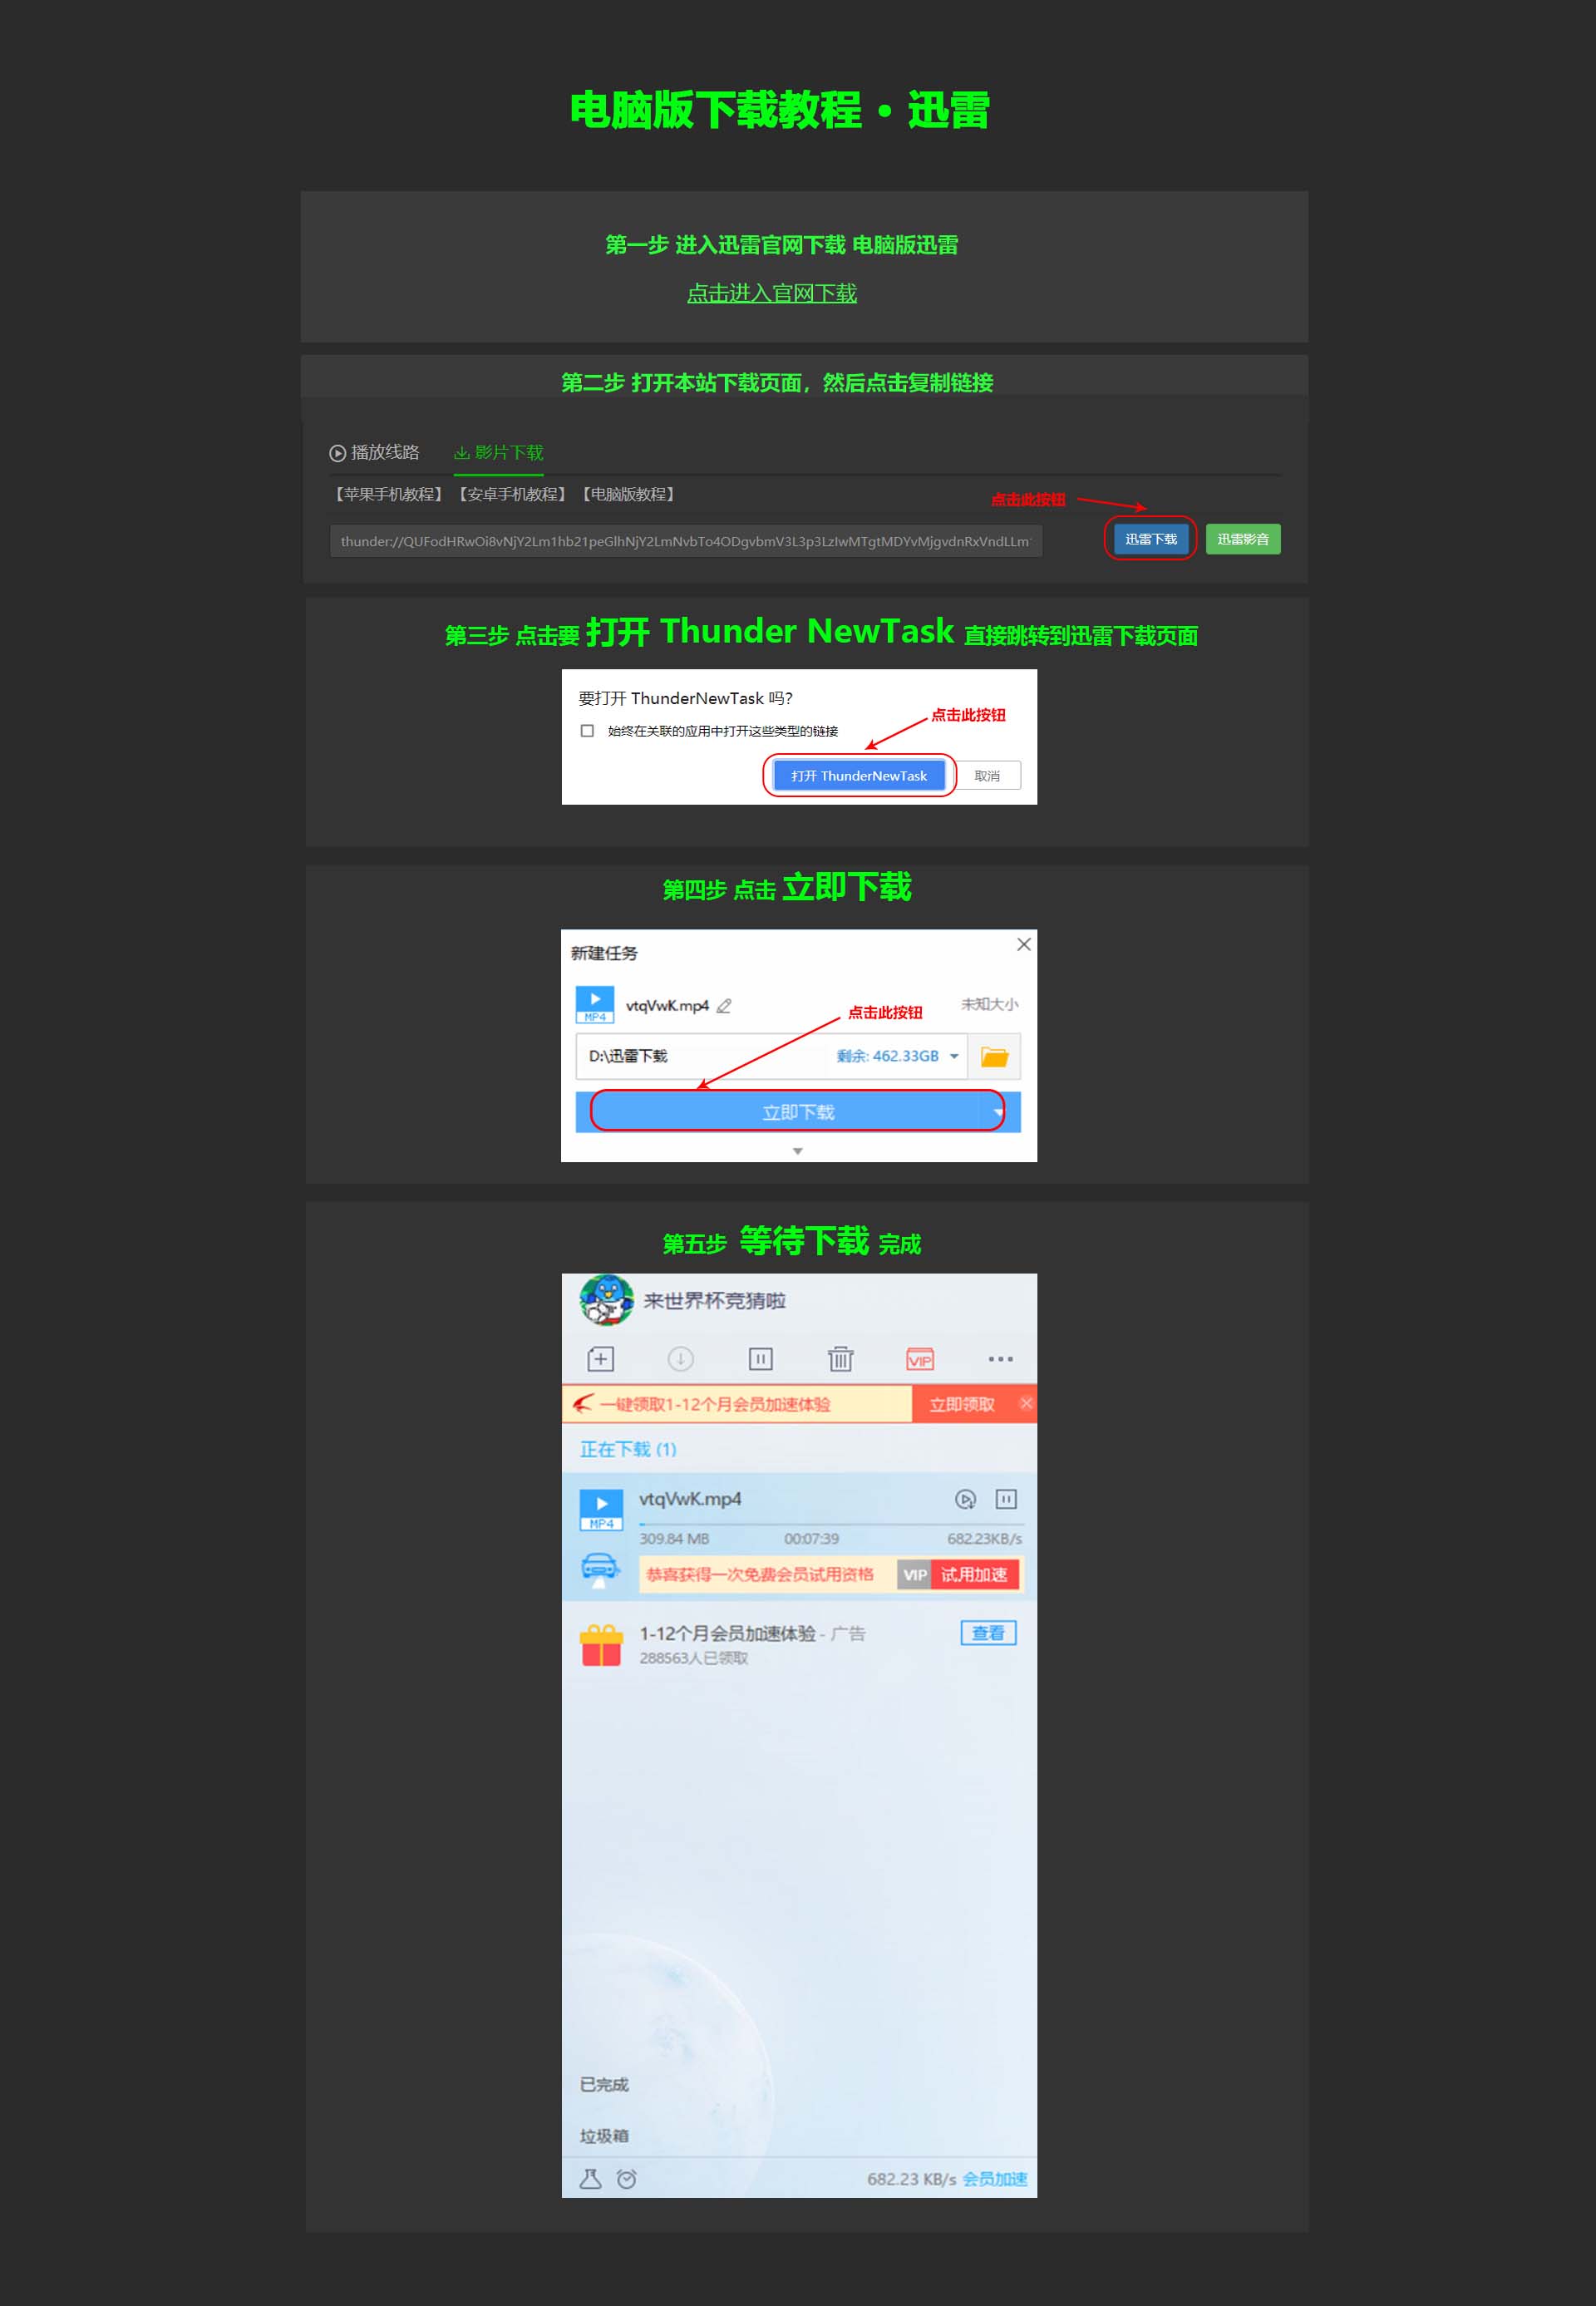 电脑版下载教程 · 迅雷
第一步 进入迅雷官网下载 电脑版迅雷
点击进入官网下载
第二步 打开本站下载页面，然后点击复制链接
播放线路 影片下载
【苹果手机教程】 【安卓手机教程】 【电脑版教程】
点击此按钮
thunder://QUFodHRwOi8vNjY2Lm1hb21peGlhNjY2LmNvbTo4ODgvbmV3L3p3LzIwMTgtMDYvMjgvdnRxVndLLm
迅雷下载 迅雷影音
第三步 点击要 打开 Thunder NewTask 直接跳转到迅雷下载页面
要打开 ThunderNewTask 吗？
点击此按钮
始终在关联的应用中打开这些类型的链接
打开 ThunderNewTask 取消
第四步 点击 立即下载
新建任务
MP4 vtqVwK.mp4 未知大小
点击此按钮
D:\迅雷下载 剩余: 462.33GB
立即下载
第五步 等待下载 完成
来世界杯竞猜啦
VIP
一键领取1-12个月会员加速体验 立即领取
正在下载 (1)
vtqVwK.mp4
MP4
309.84 MB 00:07:39 682.23KB/s
恭喜获得一次免费会员试用资格 VIP 试用加速
1-12个月会员加速体验 - 广告 查看
288563人已领取
已完成
垃圾箱
682.23 KB/s 会员加速